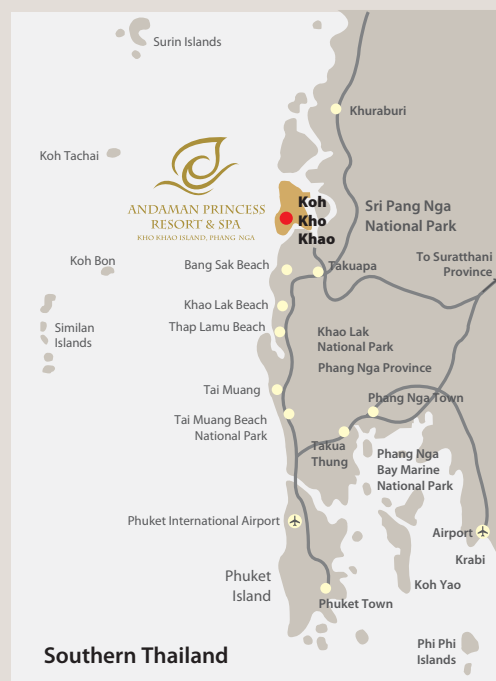 Surin Islands
Khuraburi
Koh Tachai
ANDAMAN PRINCESS
RESORT & SPA
KHO KHAO ISLAND, PHANG NGA
Koh
Kho
Khao
Sri Pang Nga
National Park
To Suratthani
Province
Koh Bon
Bang Sak Beach
Takuapa
Khao Lak Beach
Similan
Islands
Thap Lamu Beach
Khao Lak
National Park
Phang Nga Province
Tai Muang
Phang Nga Town
Tai Muang Beach
National Park
Takua
Thung
Phang Nga
Bay Marine
National Park
Phuket International Airport
Airport
Krabi
Phuket
Island
Koh Yao
Phuket Town
Phi Phi
Islands
Southern Thailand